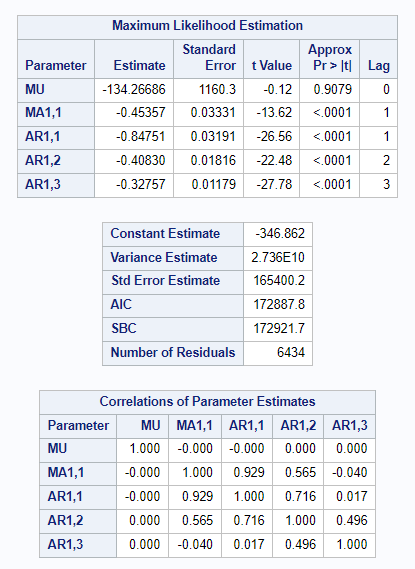 Maximum Likelihood Estimation
Parameter Estimate Standard Error t Value Approx Pr > |t| Lag
MU -134.26686 1160.3 -0.12 0.9079 0
MA1,1 -0.45357 0.03331 -13.62 <.0001 1
AR1,1 -0.84751 0.03191 -26.56 <.0001 1
AR1,2 -0.40830 0.01816 -22.48 <.0001 2
AR1,3 -0.32757 0.01179 -27.78 <.0001 3
Constant Estimate -346.862
Variance Estimate 2.736E10
Std Error Estimate 165400.2
AIC 172887.8
SBC 172921.7
Number of Residuals 6434
Correlations of Parameter Estimates
Parameter MU MA1,1 AR1,1 AR1,2 AR1,3
MU 1.000 -0.000 -0.000 0.000 0.000
MA1,1 -0.000 1.000 0.929 0.565 -0.040
AR1,1 -0.000 0.929 1.000 0.716 0.017
AR1,2 0.000 0.565 0.716 1.000 0.496
AR1,3 0.000 -0.040 0.017 0.496 1.000